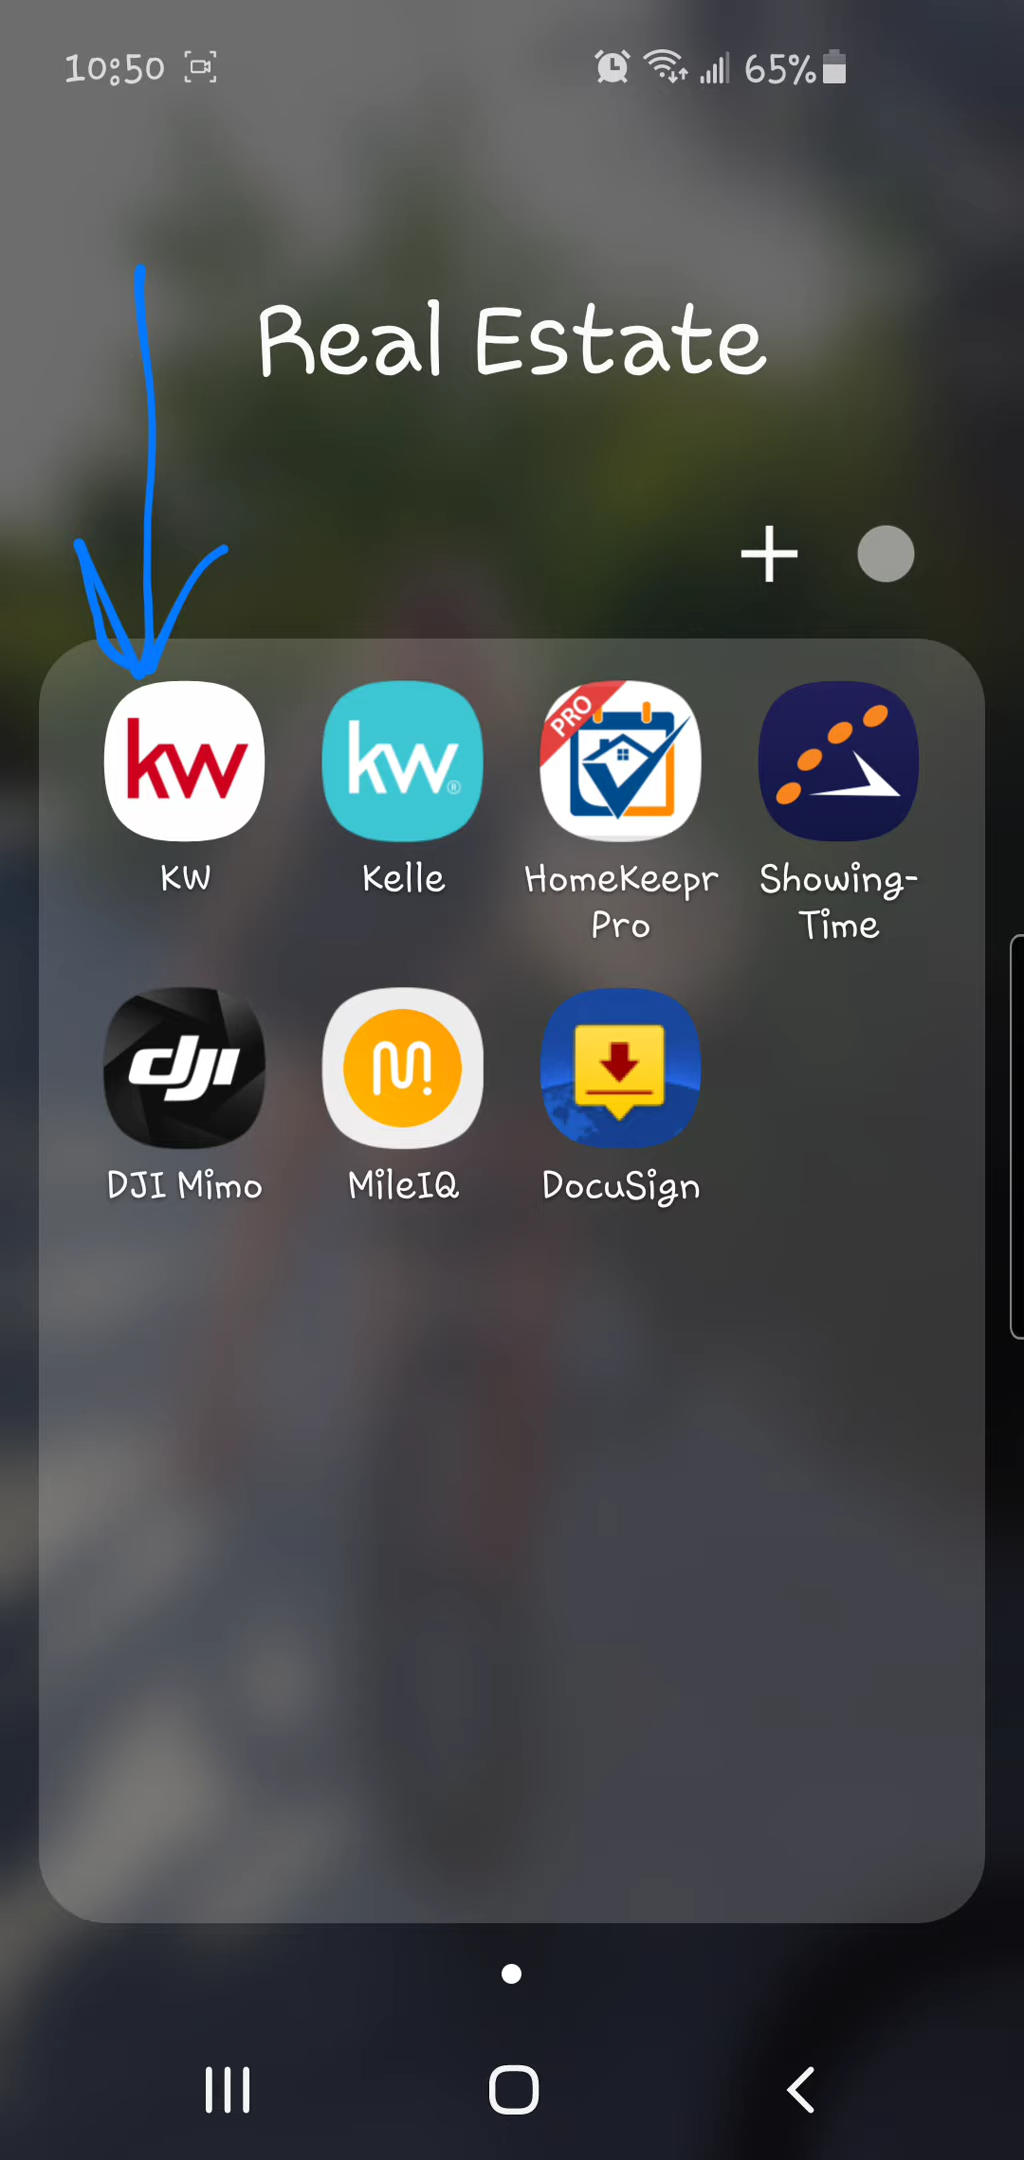 10:50 65%
Real Estate
kw kw® PRO
KW Kelle HomeKeepr Showing-
Pro Time
dji M
DJI Mimo MileIQ DocuSign